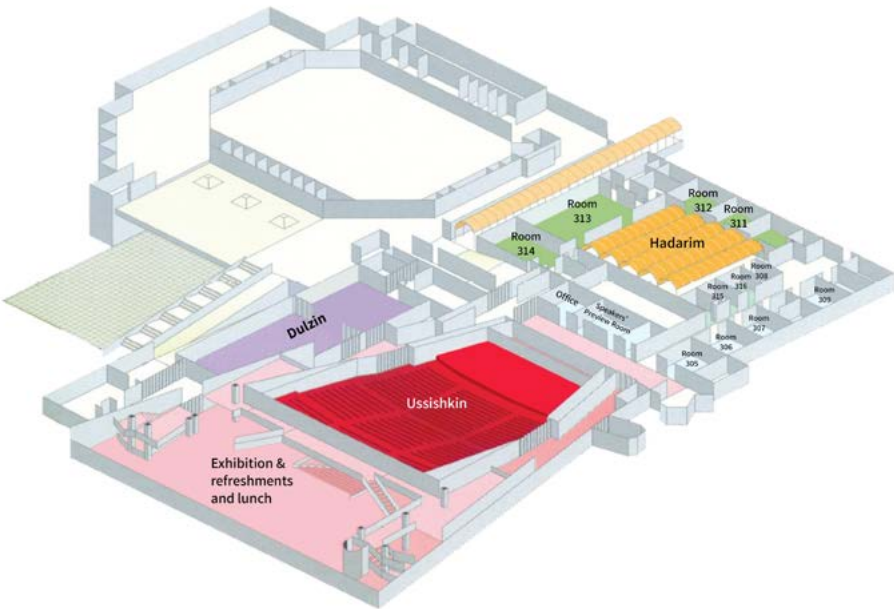 Room
312
Room
313
Room
311
Room
314
Hadarim
Room
308
Room
316
Room
315
Room
309
Office
Speakers'
Preview Room
Room
307
Room
306
Room
305
Dulzin
Ussishkin
Exhibition &
refreshments
and lunch